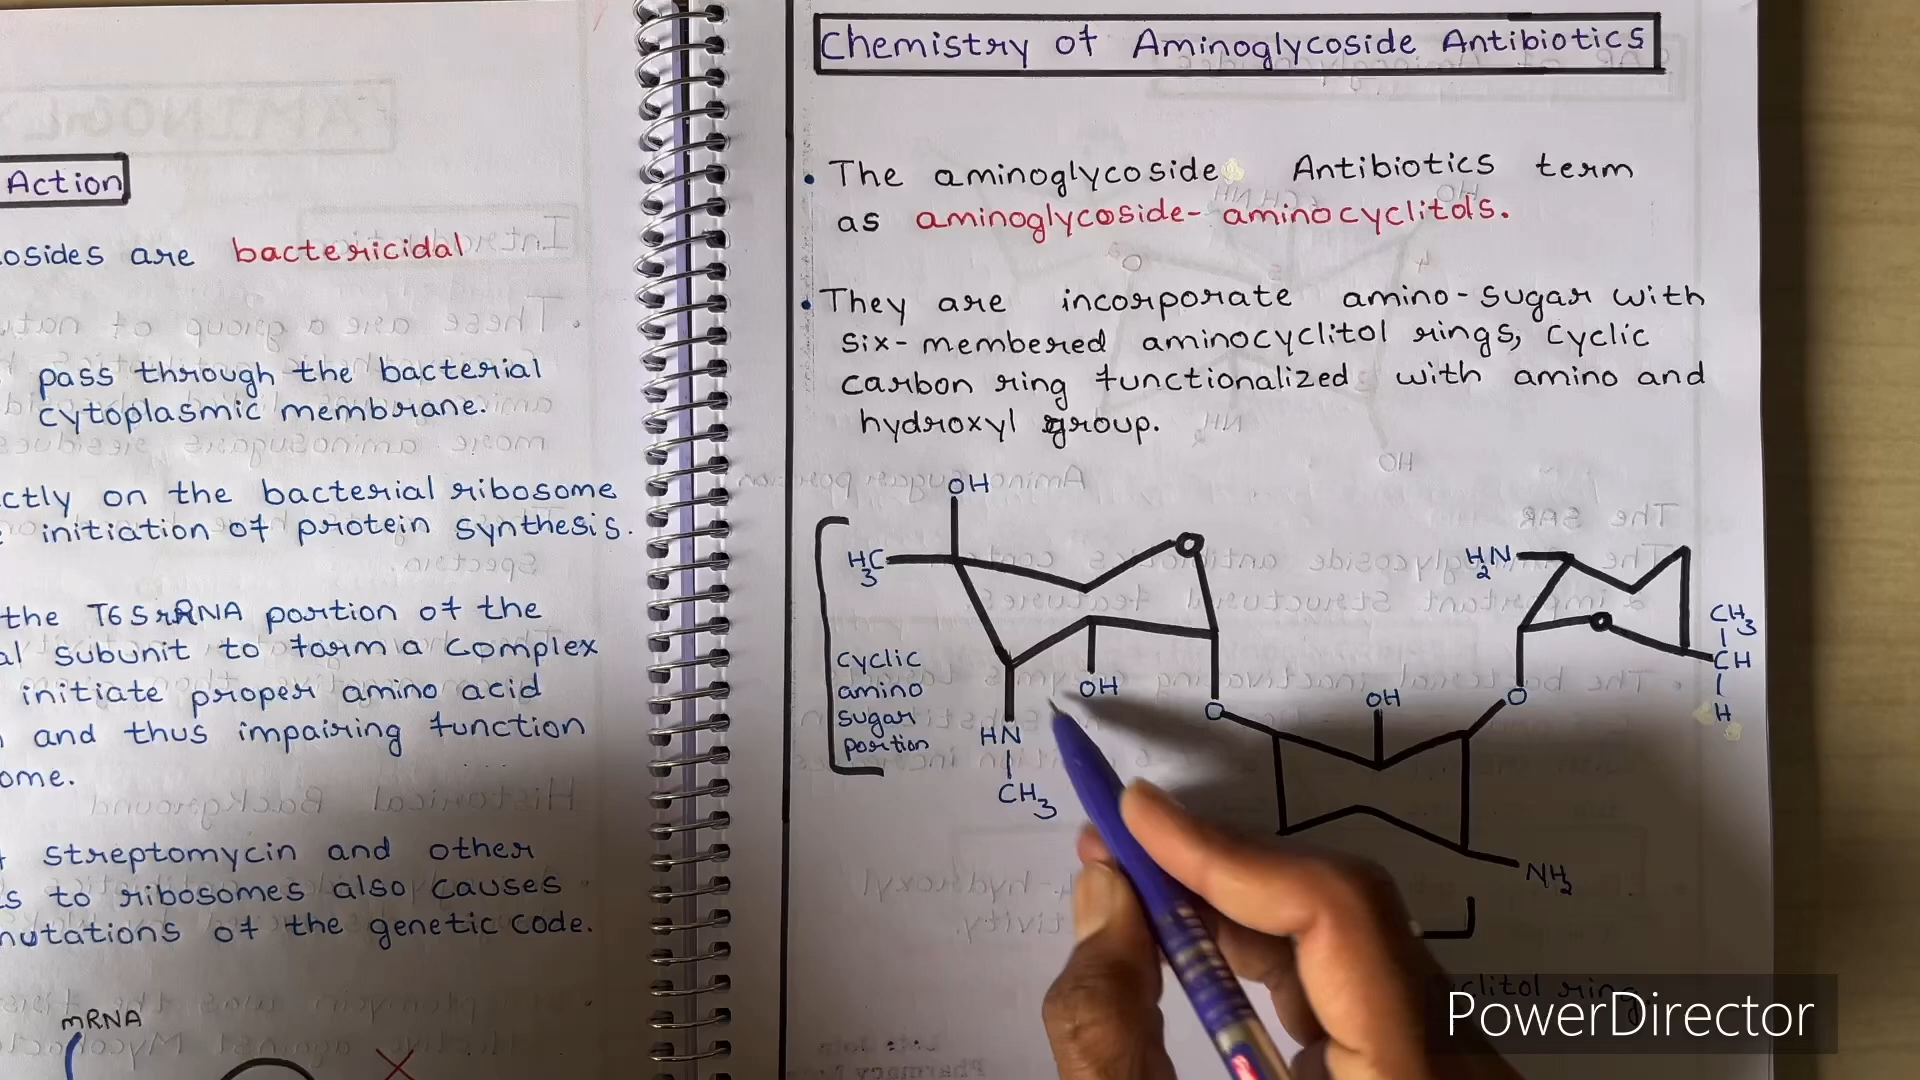 Action
osides are bactericidal
pass through the bacterial
cytoplasmic membrane.
ctly on the bacterial ribosome
initiation of protein synthesis.
the T6SrRNA portion of the
al subunit to form a complex
initiate proper amino acid
and thus impairing function
ome.
streptomycin and other
s to ribosomes also causes
mutations of the genetic code.
mRNA
Chemistry of Aminoglycoside Antibiotics
• The aminoglycoside Antibiotics term
as aminoglycoside- aminocyclitols.
• They are incorporate amino-sugar with
six-membered aminocyclitol rings, cyclic
carbon ring functionalized with amino and
hydroxyl group.
OH
H3C
O
cyclic
amino
sugar
portion
OH
HN
CH3
O
OH
O
NH2
H2N
O
CH3
CH
H
clitol ring
PowerDirector